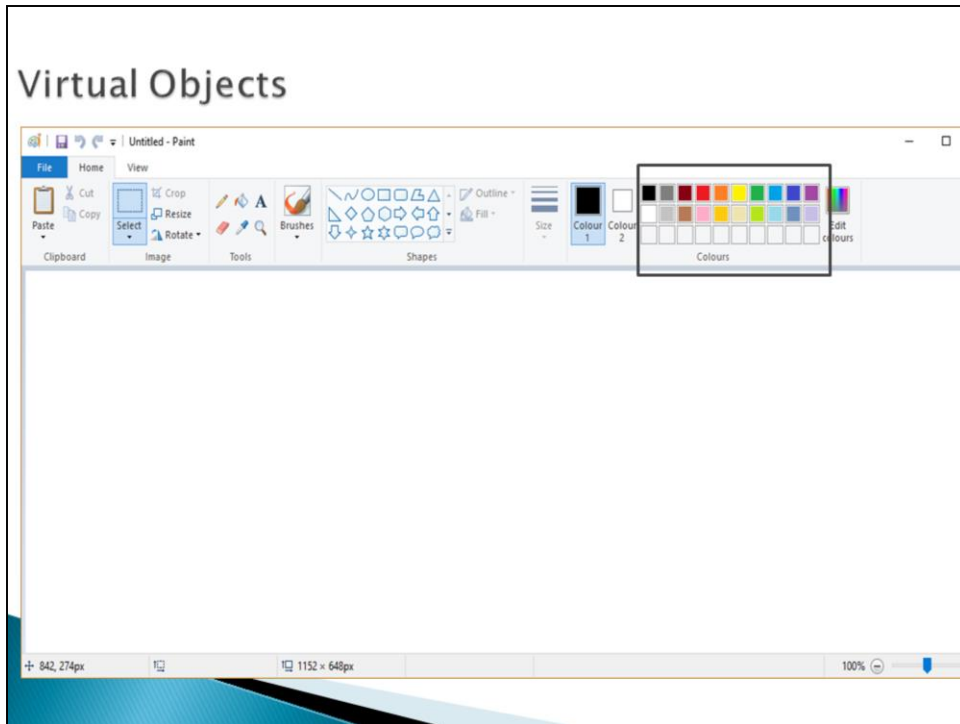 Virtual Objects
Untitled - Paint
File Home View
Paste
Cut
Copy
Clipboard
Select
Crop
Resize
Rotate
Image
A
Tools
Brushes
Outline
Fill
Shapes
Size
Colour 1
Colour 2
Colours
Edit colours
842, 274px
1152 × 648px
100%